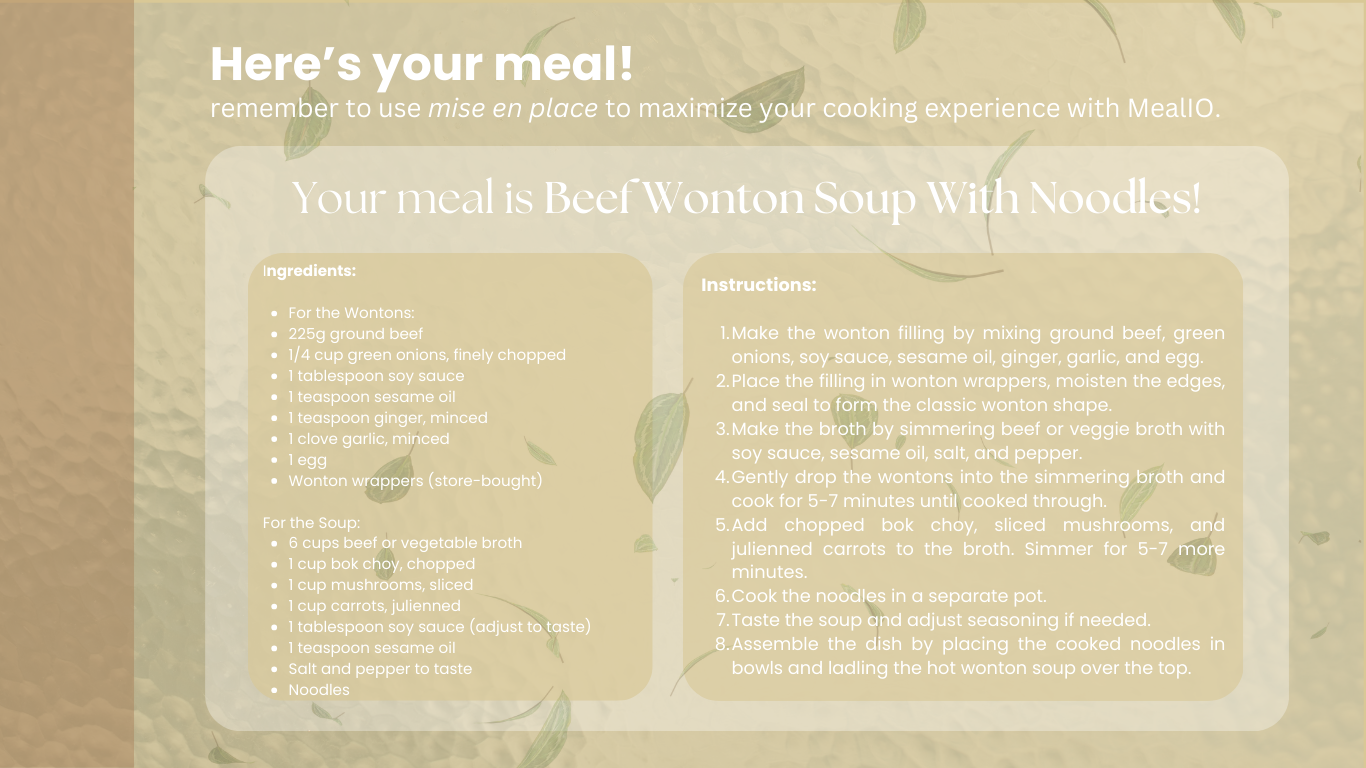 Here's your meal!
remember to use mise en place to maximize your cooking experience with MealIO.
Your meal is Beef Wonton Soup With Noodles!
Ingredients:
• For the Wontons:
• 225g ground beef
• 1/4 cup green onions, finely chopped
• 1 tablespoon soy sauce
• 1 teaspoon sesame oil
• 1 teaspoon ginger, minced
• 1 clove garlic, minced
• 1 egg
• Wonton wrappers (store-bought)
For the Soup:
• 6 cups beef or vegetable broth
• 1 cup bok choy, chopped
• 1 cup mushrooms, sliced
• 1 cup carrots, julienned
• 1 tablespoon soy sauce (adjust to taste)
• 1 teaspoon sesame oil
• Salt and pepper to taste
• Noodles
Instructions:
1. Make the wonton filling by mixing ground beef, green
onions, soy sauce, sesame oil, ginger, garlic, and egg.
2. Place the filling in wonton wrappers, moisten the edges,
and seal to form the classic wonton shape.
3. Make the broth by simmering beef or veggie broth with
soy sauce, sesame oil, salt, and pepper.
4. Gently drop the wontons into the simmering broth and
cook for 5-7 minutes until cooked through.
5. Add chopped bok choy, sliced mushrooms, and
julienned carrots to the broth. Simmer for 5-7 more
minutes.
6. Cook the noodles in a separate pot.
7. Taste the soup and adjust seasoning if needed.
8. Assemble the dish by placing the cooked noodles in
bowls and ladling the hot wonton soup over the top.